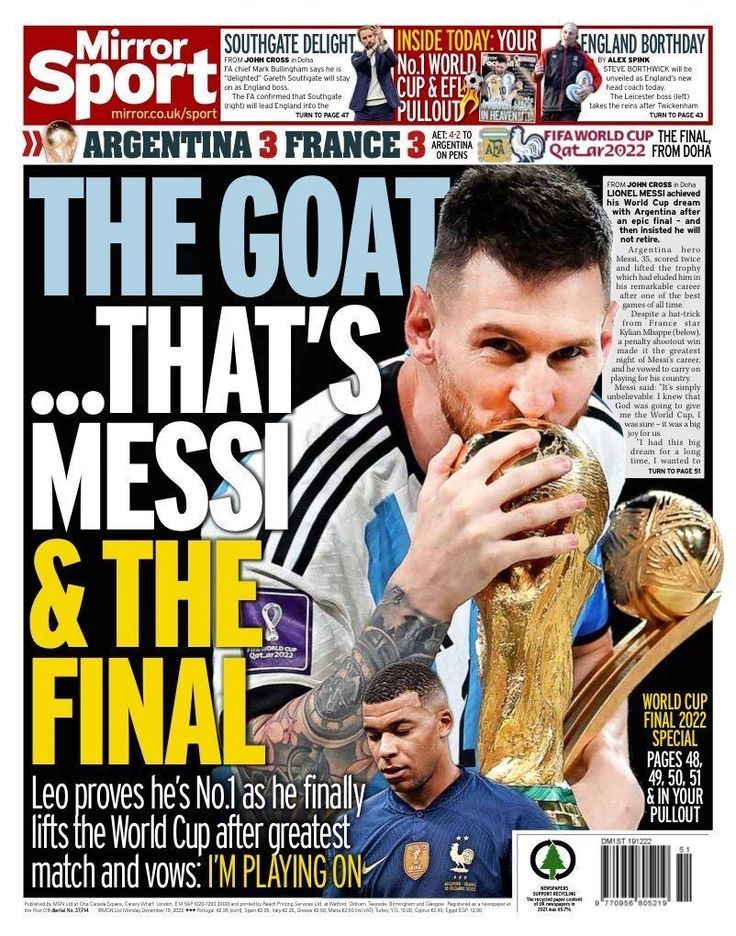 Mirror
Sport
mirror.co.uk/sport
SOUTHGATE DELIGHT
FROM JOHN CROSS in Doha
FA chief Mark Bullingham says he is
"delighted" Gareth Southgate will stay
on as England boss.
The FA confirmed that Southgate
(right) will lead England into the
TURN TO PAGE 47
INSIDE TODAY: YOUR
No.1 WORLD
CUP & EFL
PULLOUT
ENGLAND BORTHDAY
BY ALEX SPINK
STEVE BORTHWICK will be
unveiled as England's new
head coach today.
The Leicester boss (left)
takes the reins after Twickenham
TURN TO PAGE 43
ARGENTINA 3 FRANCE 3
AET: 4-2 TO
ARGENTINA
ON PENS
AFA
FIFA WORLD CUP
Qatar2022
THE FINAL,
FROM DOHA
THE GOAT
...THAT'S
MESSI
& THE
FINAL
Leo proves he's No.1 as he finally
lifts the World Cup after greatest
match and vows: I'M PLAYING ON
FROM JOHN CROSS in Doha
LIONEL MESSI achieved
his World Cup dream
with Argentina after
an epic final – and
then insisted he will
not retire.
Argentina hero
Messi, 35, scored twice
and lifted the trophy
which had eluded him in
his remarkable career
after one of the best
games of all time.
Despite a hat-trick
from France star
Kylian Mbappe (below),
a penalty shootout win
made it the greatest
night of Messi's career,
and he vowed to carry on
playing for his country.
Messi said: "It's simply
unbelievable. I knew that
God was going to give
me the World Cup, I
was sure – it was a big
joy for us.
"I had this big
dream for a long
time, I wanted to
TURN TO PAGE 51
FIFA WORLD CUP
Qatar2022
WORLD CUP
FINAL 2022
SPECIAL
PAGES 48,
49, 50, 51
& IN YOUR
PULLOUT
NEWSPAPERS
SUPPORT RECYCLING
The recycled paper content
of UK newspapers in
DM1ST 191222
51
9 770956 805219